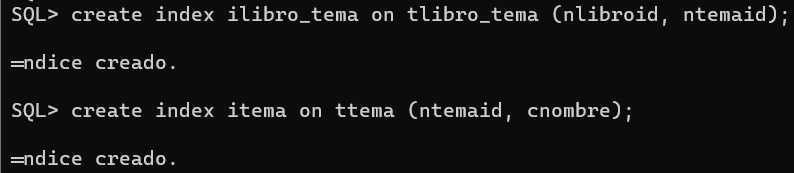 SQL> create index ilibro_tema on tlibro_tema (nlibroid, ntemaid);
═ndice creado.
SQL> create index itema on ttema (ntemaid, cnombre);
═ndice creado.